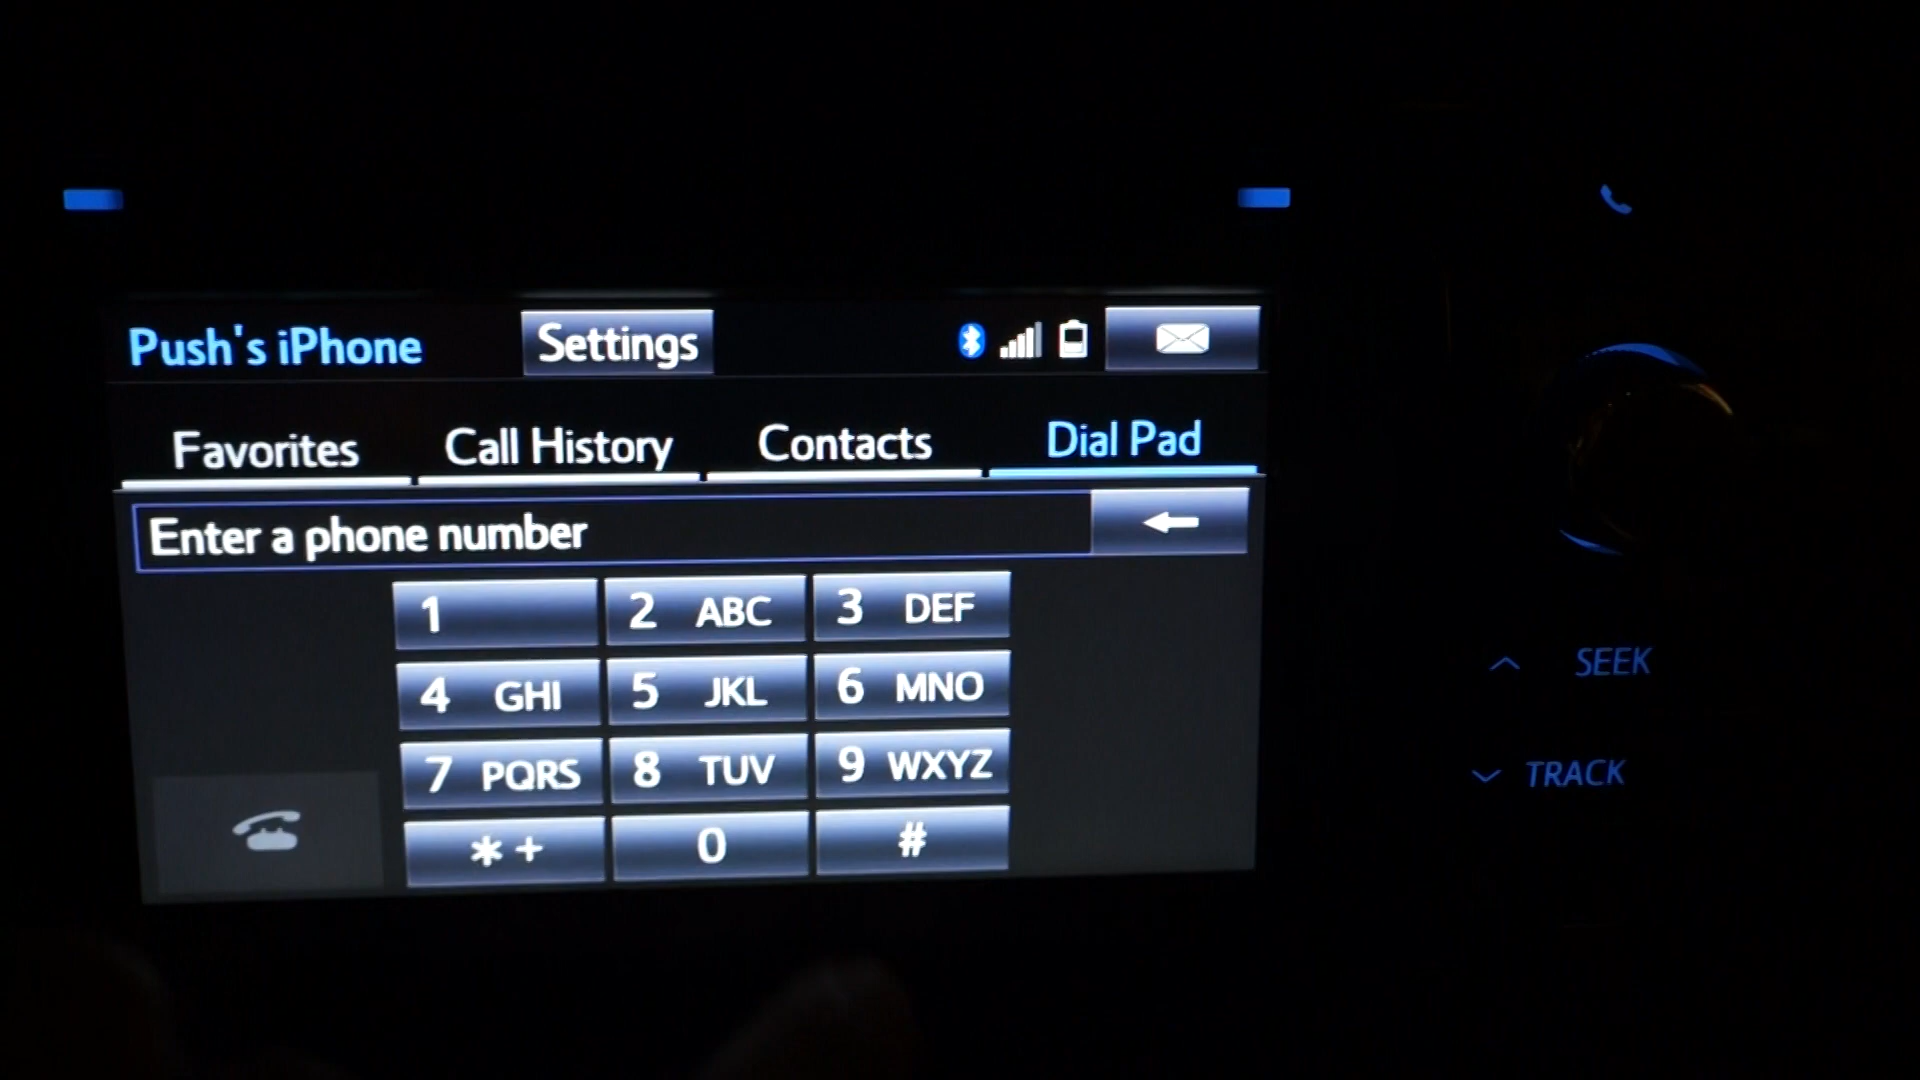 Push's iPhone Settings
Favorites Call History Contacts Dial Pad
Enter a phone number
1 2 ABC 3 DEF
4 GHI 5 JKL 6 MNO
7 PQRS 8 TUV 9 WXYZ
* + 0 #
SEEK
TRACK